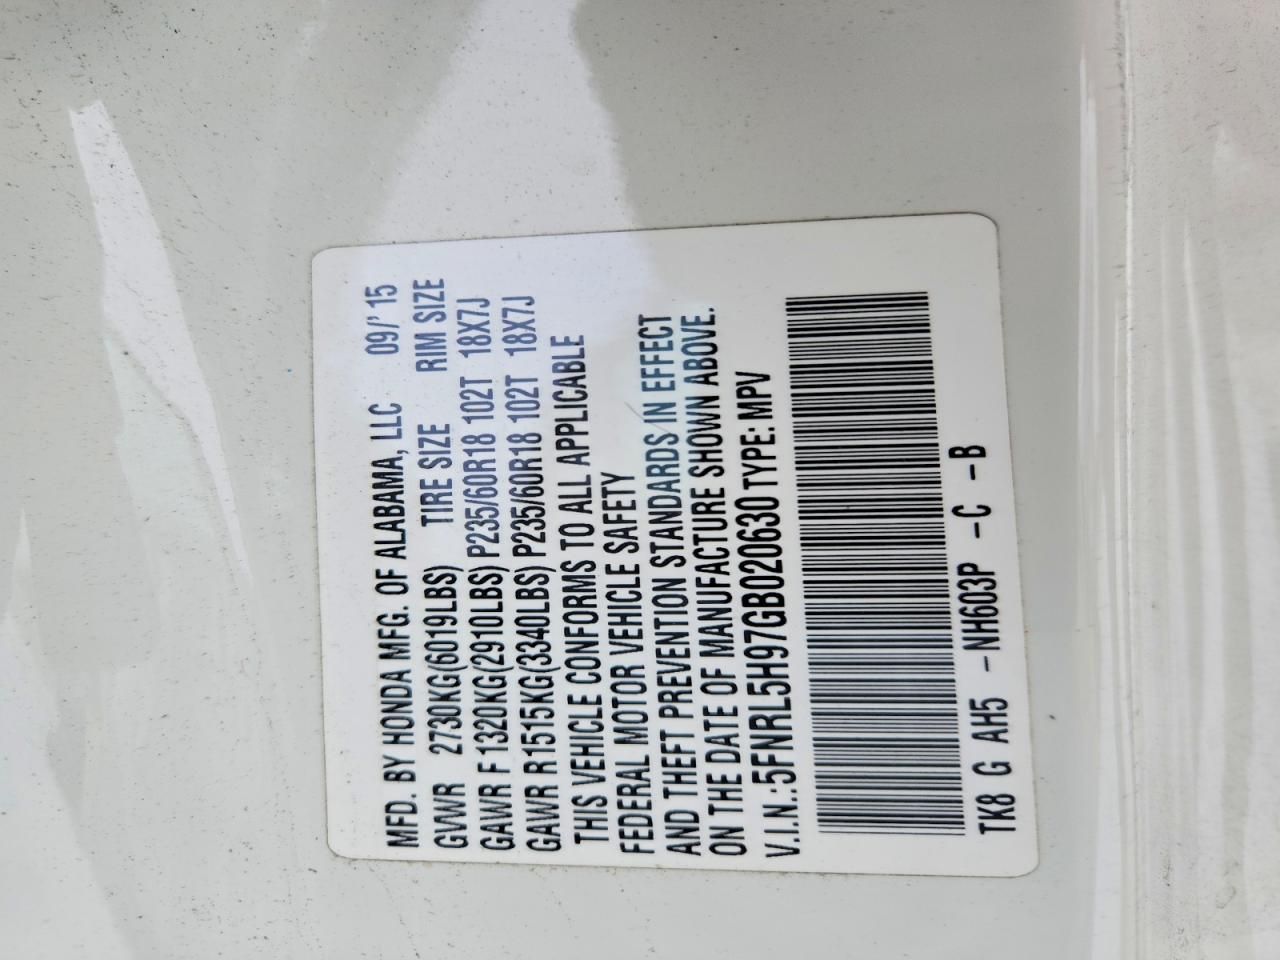 MFD. BY HONDA MFG. OF ALABAMA, LLC 09/'15
GVWR 2730KG(6019LBS) TIRE SIZE RIM SIZE
GAWR F 1320KG(2910LBS) P235/60R18 102T 18X7J
GAWR R1515KG(3340LBS) P235/60R18 102T 18X7J
THIS VEHICLE CONFORMS TO ALL APPLICABLE
FEDERAL MOTOR VEHICLE SAFETY
AND THEFT PREVENTION STANDARDS IN EFFECT
ON THE DATE OF MANUFACTURE SHOWN ABOVE.
V.I.N.:5FNRL5H97GB020630 TYPE: MPV
TK8 G AH5 -NH603P -C -B